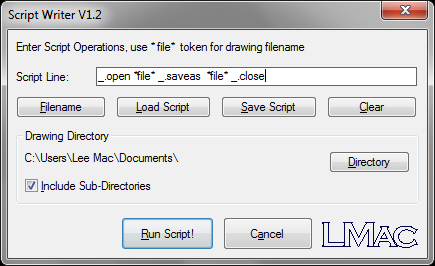 Script Writer V1.2
Enter Script Operations, use *file* token for drawing filename
Script Line: _.open *file* _.saveas  *file* _.close
Filename Load Script Save Script Clear
Drawing Directory
C:\Users\Lee Mac\Documents\
Directory
Include Sub-Directories
Run Script! Cancel LMAC